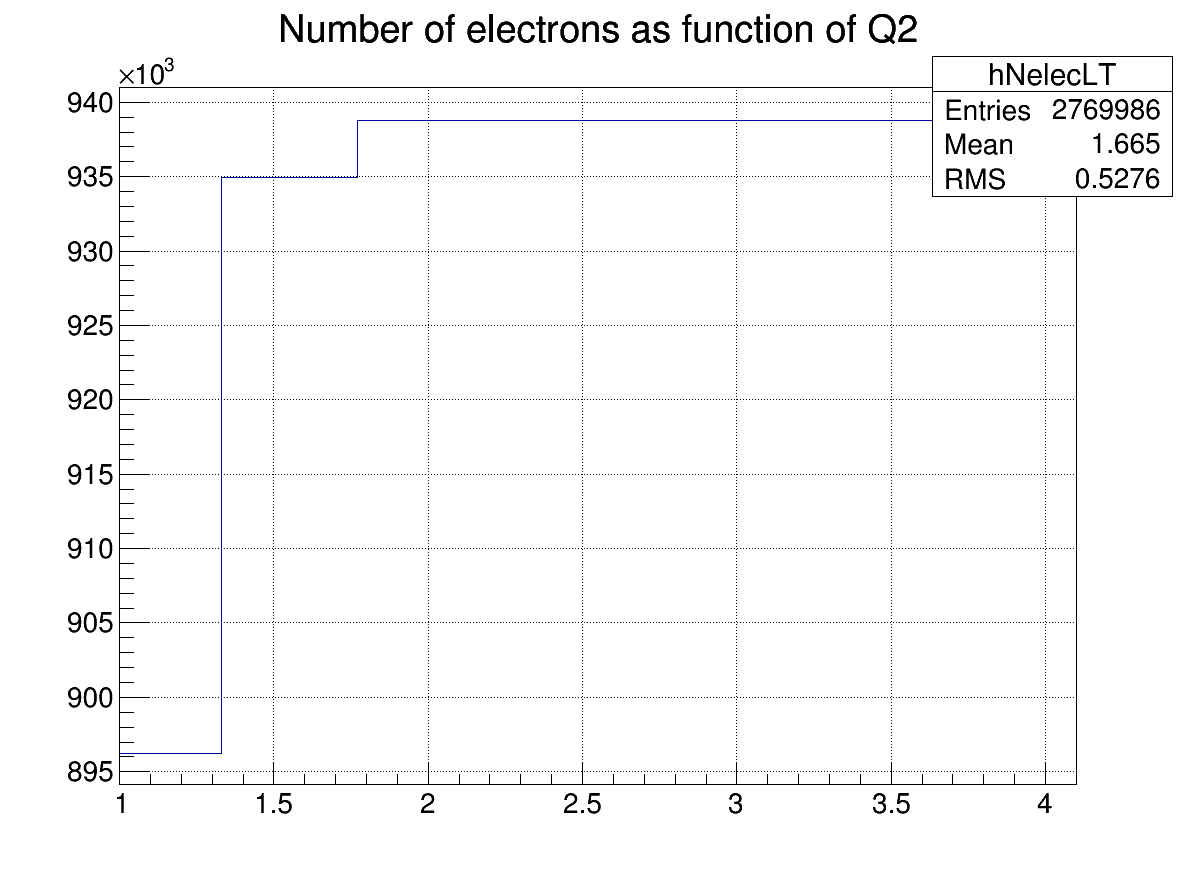 Number of electrons as function of Q2
×10³
hNelecLT
Entries 2769986
Mean 1.665
RMS 0.5276
940
935
930
925
920
915
910
905
900
895
1 1.5 2 2.5 3 3.5 4